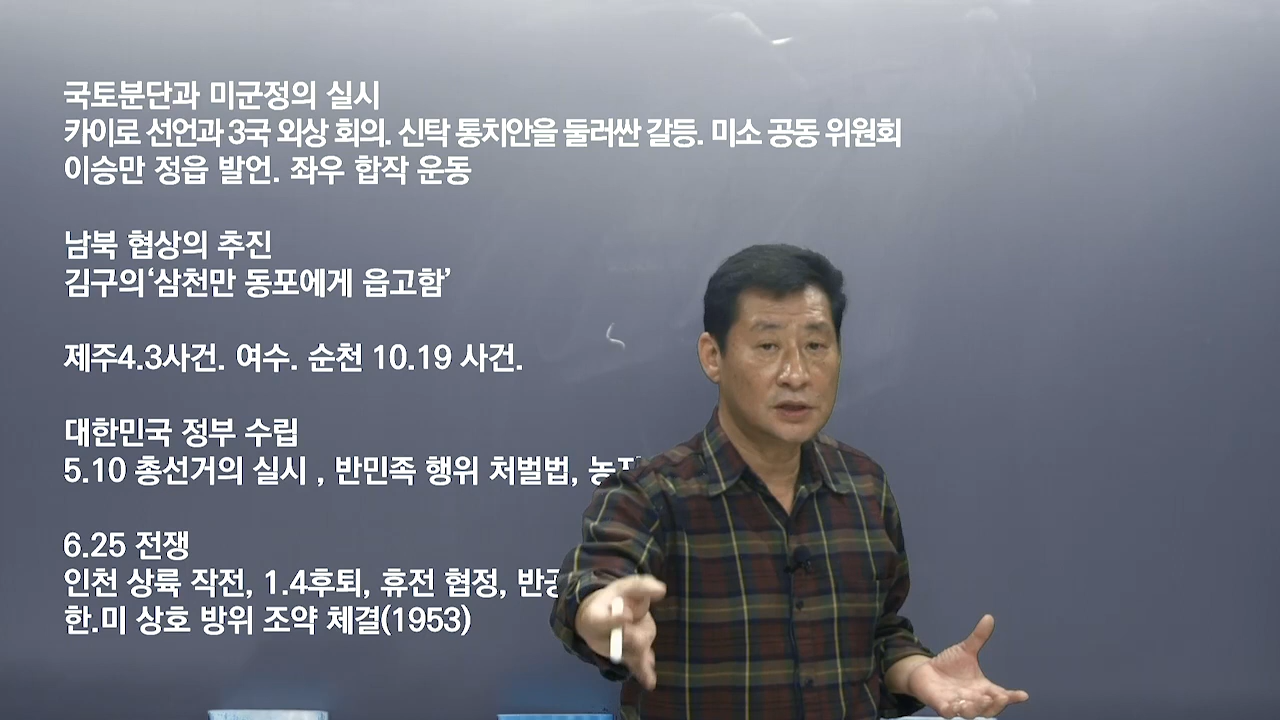 국토분단과 미군정의 실시
카이로 선언과 3국 외상 회의. 신탁 통치안을 둘러싼 갈등. 미소 공동 위원회
이승만 정읍 발언. 좌우 합작 운동
남북 협상의 추진
김구의 ‘삼천만 동포에게 읍고함’
제주4.3사건. 여수. 순천 10.19 사건.
대한민국 정부 수립
5.10 총선거의 실시 , 반민족 행위 처벌법,
6.25 전쟁
인천 상륙 작전, 1.4후퇴, 휴전 협정,
한.미 상호 방위 조약 체결(1953)